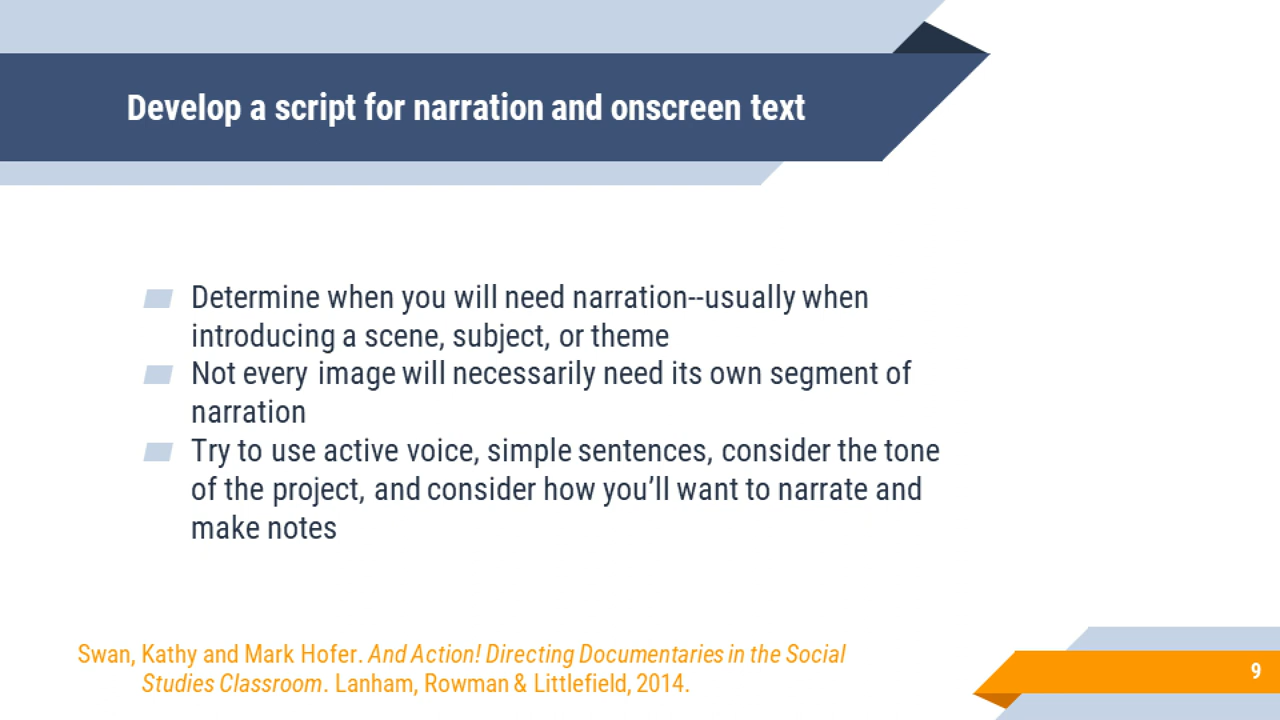 Develop a script for narration and onscreen text
Determine when you will need narration--usually when
introducing a scene, subject, or theme
Not every image will necessarily need its own segment of
narration
Try to use active voice, simple sentences, consider the tone
of the project, and consider how you’ll want to narrate and
make notes
Swan, Kathy and Mark Hofer. And Action! Directing Documentaries in the Social
Studies Classroom. Lanham, Rowman & Littlefield, 2014.
9